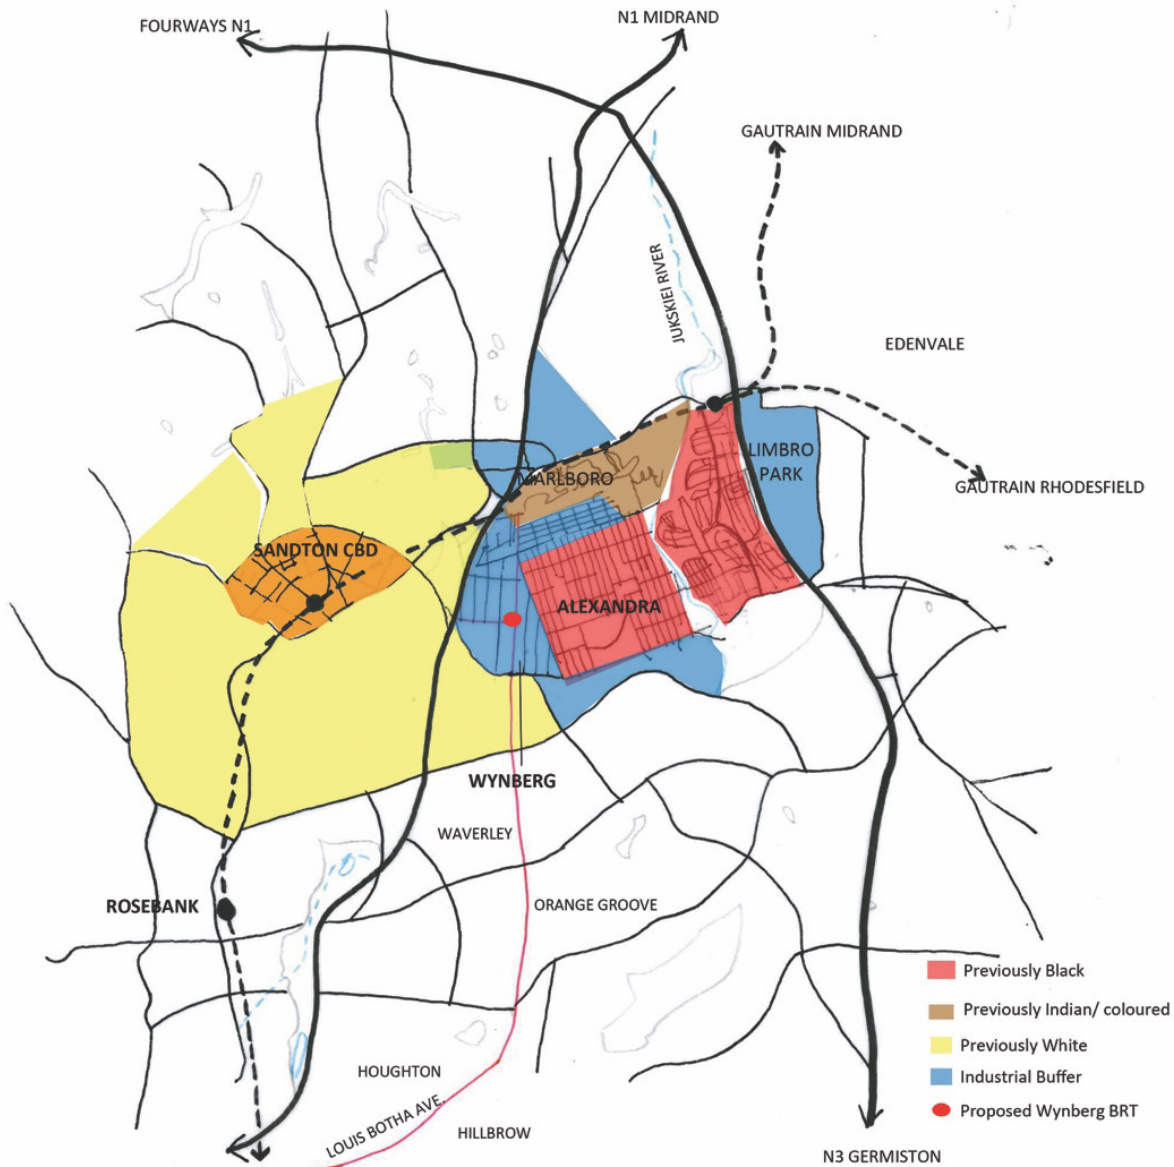 N1 MIDRAND
FOURWAYS N1
GAUTRAIN MIDRAND
JUKSKIEI RIVER
EDENVALE
LIMBRO
PARK
MARLBORO
GAUTRAIN RHODESFIELD
SANDTON CBD
ALEXANDRA
WYNBERG
WAVERLEY
ROSEBANK
ORANGE GROOVE
Previously Black
Previously Indian/ coloured
Previously White
HOUGHTON
Industrial Buffer
LOUIS BOTHA AVE.
Proposed Wynberg BRT
HILLBROW
N3 GERMISTON